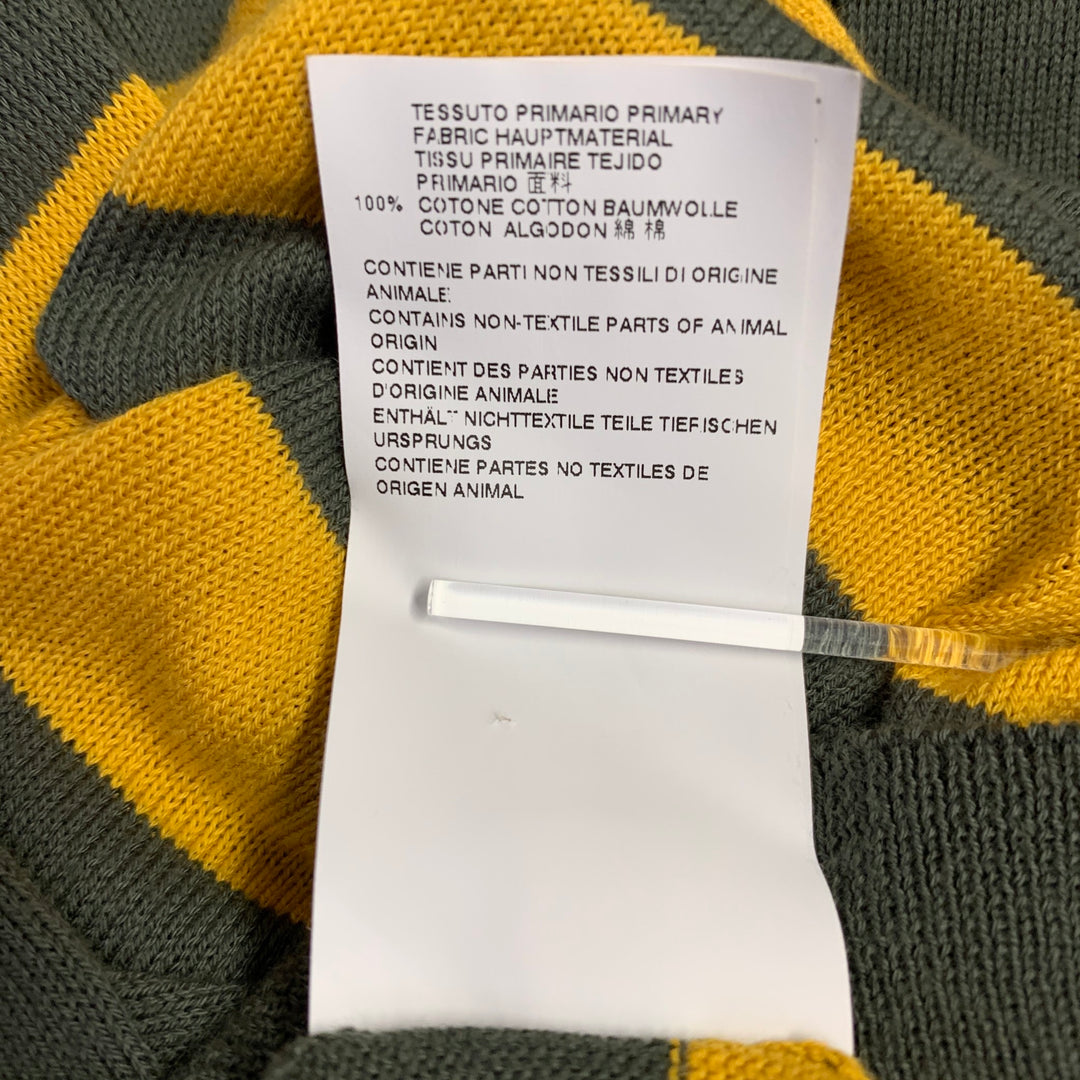 TESSUTO PRIMARIO PRIMARY
FABRIC HAUPTMATERIAL
TISSU PRIMAIRE TEJIDO
PRIMARIO 面料
100% COTONE COTTON BAUMWOLLE
COTON ALGODON 綿 棉
CONTIENE PARTI NON TESSILI DI ORIGINE
ANIMALE
CONTAINS NON-TEXTILE PARTS OF ANIMAL
ORIGIN
CONTIENT DES PARTIES NON TEXTILES
D'ORIGINE ANIMALE
ENTHÄLT NICHTTEXTILE TEILE TIERISCHEN
URSPRUNGS
CONTIENE PARTES NO TEXTILES DE
ORIGEN ANIMAL